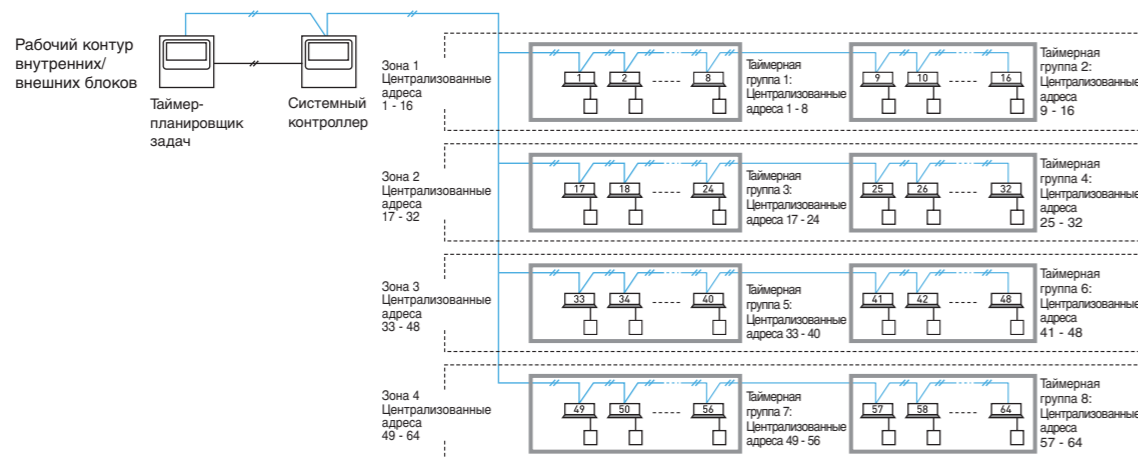 Рабочий контур
внутренних/
внешних блоков
Таймер-
планировщик
задач
Системный
контроллер
Зона 1
Централизованные
адреса
1 - 16
1
2
8
Таймерная
группа 1:
Централизованные
адреса 1 - 8
9
10
16
Таймерная
группа 2:
Централизованные
адреса
9 - 16
Зона 2
Централизованные
адреса
17 - 32
17
18
24
Таймерная
группа 3:
Централизованные
адреса 17 - 24
25
26
32
Таймерная
группа 4:
Централизованные
адреса
25 - 32
Зона 3
Централизованные
адреса
33 - 48
33
34
40
Таймерная
группа 5:
Централизованные
адреса 33 - 40
41
42
48
Таймерная
группа 6:
Централизованные
адреса
41 - 48
Зона 4
Централизованные
адреса
49 - 64
49
50
56
Таймерная
группа 7:
Централизованные
адреса 49 - 56
57
58
64
Таймерная
группа 8:
Централизованные
адреса
57 - 64